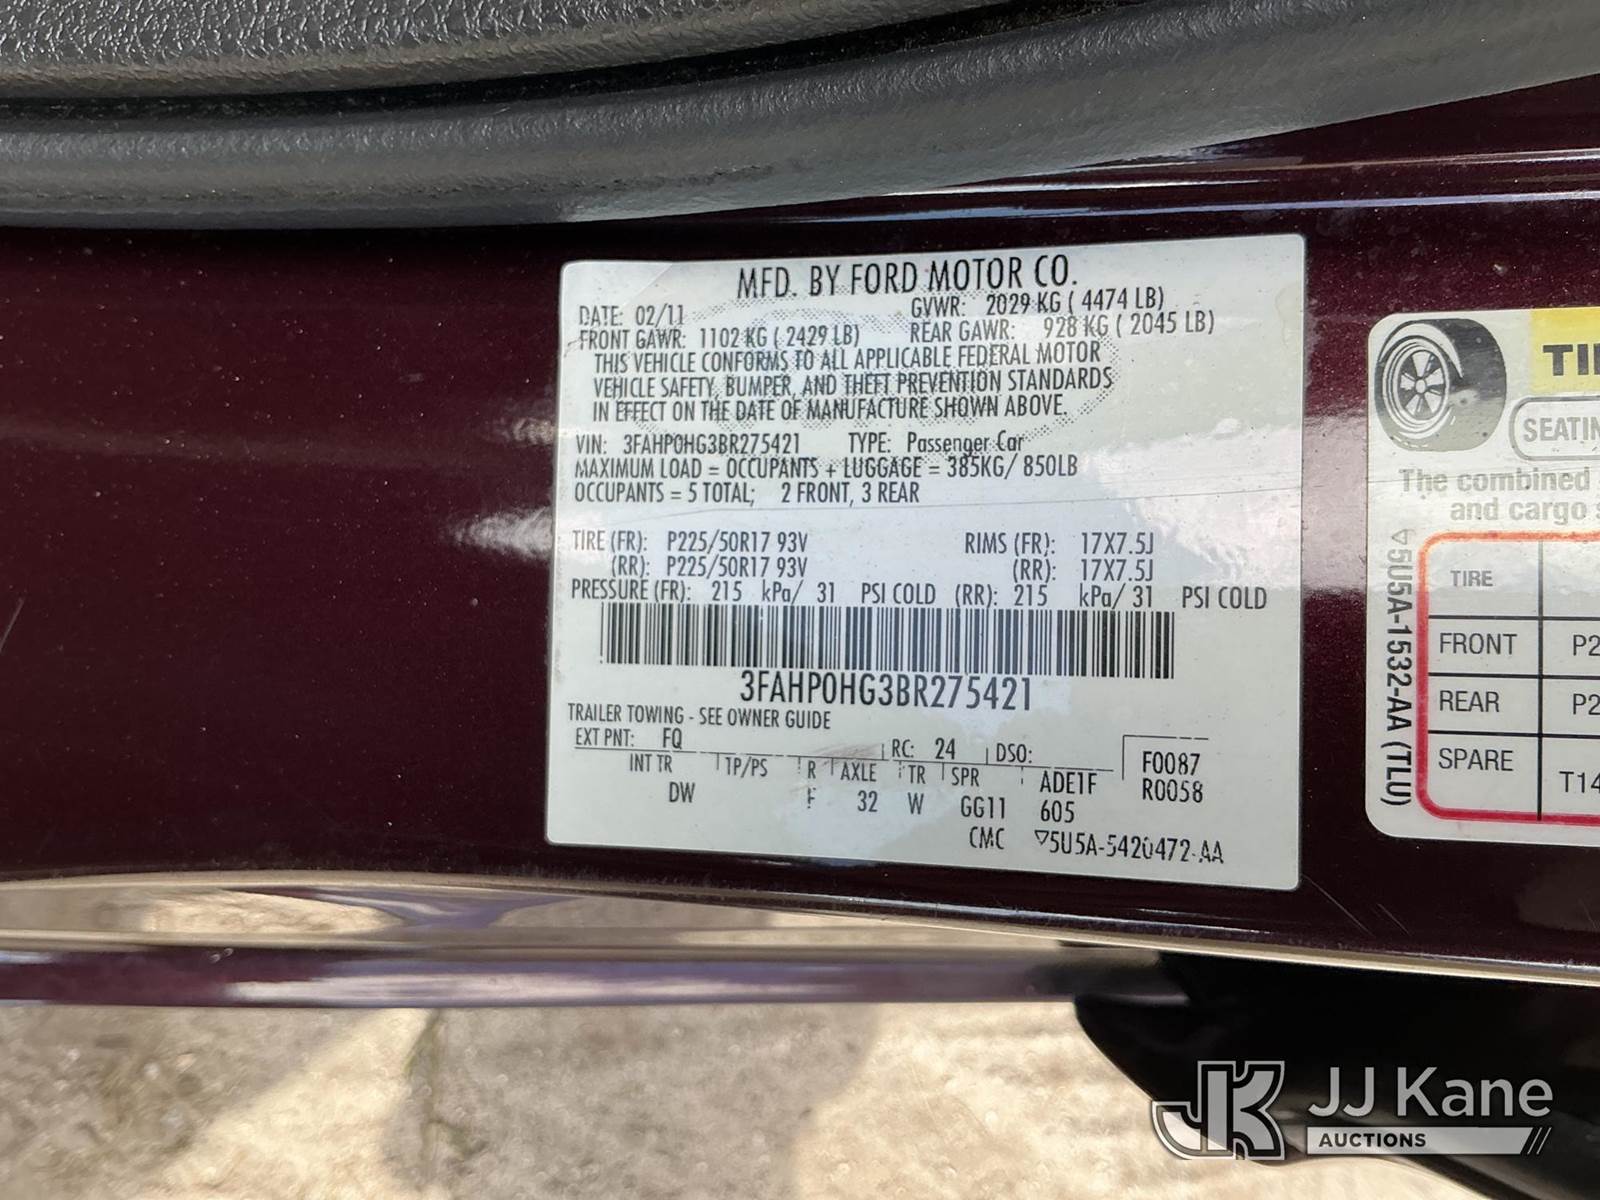 MFD. BY FORD MOTOR CO.
DATE: 02/11 GVWR: 2029 KG ( 4474 LB)
FRONT GAWR: 1102 KG ( 2429 LB) REAR GAWR: 928 KG ( 2045 LB)
THIS VEHICLE CONFORMS TO ALL APPLICABLE FEDERAL MOTOR
VEHICLE SAFETY, BUMPER, AND THEFT PREVENTION STANDARDS
IN EFFECT ON THE DATE OF MANUFACTURE SHOWN ABOVE.
VIN: 3FAHP0HG3BR275421 TYPE: Passenger Car
MAXIMUM LOAD = OCCUPANTS + LUGGAGE = 385KG/ 850LB
OCCUPANTS = 5 TOTAL; 2 FRONT, 3 REAR
TIRE (FR): P225/50R17 93V RIMS (FR): 17X7.5J
(RR): P225/50R17 93V (RR): 17X7.5J
PRESSURE (FR): 215 kPa/ 31 PSI COLD (RR): 215 kPa/ 31 PSI COLD
3FAHP0HG3BR275421
TRAILER TOWING - SEE OWNER GUIDE
EXT PNT: FQ RC: 24 DSO: F0087
INT TR TP/PS R AXLE TR SPR ADE1F R0058
DW F 32 W GG11 605
CMC ▽5U5A-5420472-AA
TI
SEATIN
The combined
and cargo s
TIRE
FRONT P2
REAR P2
SPARE T14
▽5U5A-1532-AA (TLU)
JK JJ Kane
AUCTIONS